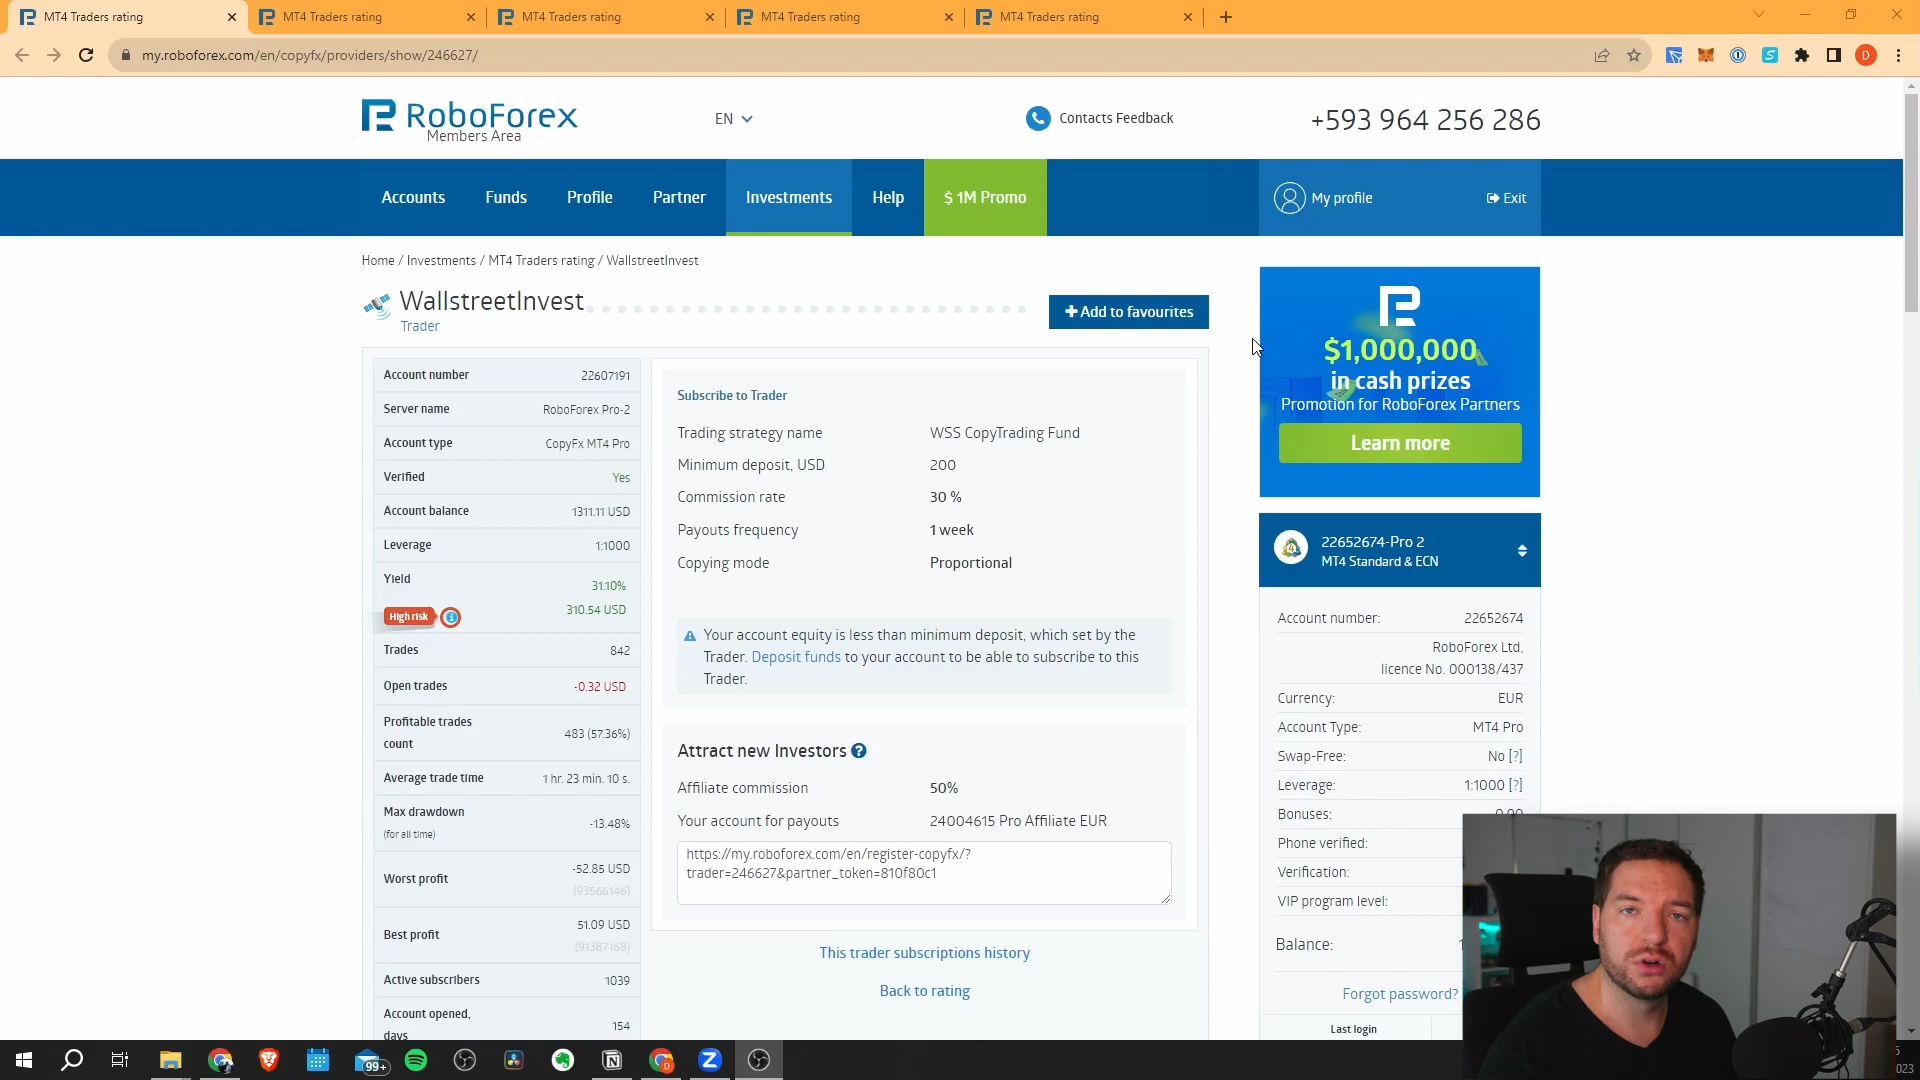 MT4 Traders rating
MT4 Traders rating
MT4 Traders rating
MT4 Traders rating
MT4 Traders rating
my.roboforex.com/en/copyfx/providers/show/246627/
D
RoboForex
Members Area
EN
Contacts Feedback
+593 964 256 286
Accounts
Funds
Profile
Partner
Investments
Help
$ 1M Promo
My profile
Exit
Home / Investments / MT4 Traders rating / WallstreetInvest
WallstreetInvest
Trader
+ Add to favourites
Account number 22607191
Server name RoboForex Pro-2
Account type CopyFx MT4 Pro
Verified Yes
Account balance 1311.11 USD
Leverage 1:1000
Yield 31.10%
High risk 310.54 USD
Trades 842
Open trades -0.32 USD
Profitable trades
count 483 (57.36%)
Average trade time 1 hr. 23 min. 10 s.
Max drawdown
(for all time) -13.48%
Worst profit -52.85 USD
(93566146)
Best profit 51.09 USD
(91387168)
Active subscribers 1039
Account opened,
days 154
Subscribe to Trader
Trading strategy name WSS CopyTrading Fund
Minimum deposit, USD 200
Commission rate 30 %
Payouts frequency 1 week
Copying mode Proportional
Your account equity is less than minimum deposit, which set by the
Trader. Deposit funds to your account to be able to subscribe to this
Trader.
Attract new Investors ?
Affiliate commission 50%
Your account for payouts 24004615 Pro Affiliate EUR
https://my.roboforex.com/en/register-copyfx/?
trader=246627&partner_token=810f80c1
This trader subscriptions history
Back to rating
$1,000,000
in cash prizes
Promotion for RoboForex Partners
Learn more
22652674-Pro 2
MT4 Standard & ECN
Account number: 22652674
RoboForex Ltd,
licence No. 000138/437
Currency: EUR
Account Type: MT4 Pro
Swap-Free: No [?]
Leverage: 1:1000 [?]
Bonuses: 0.00
Phone verified:
Verification:
VIP program level:
Balance:
Forgot password?
Last login
99+